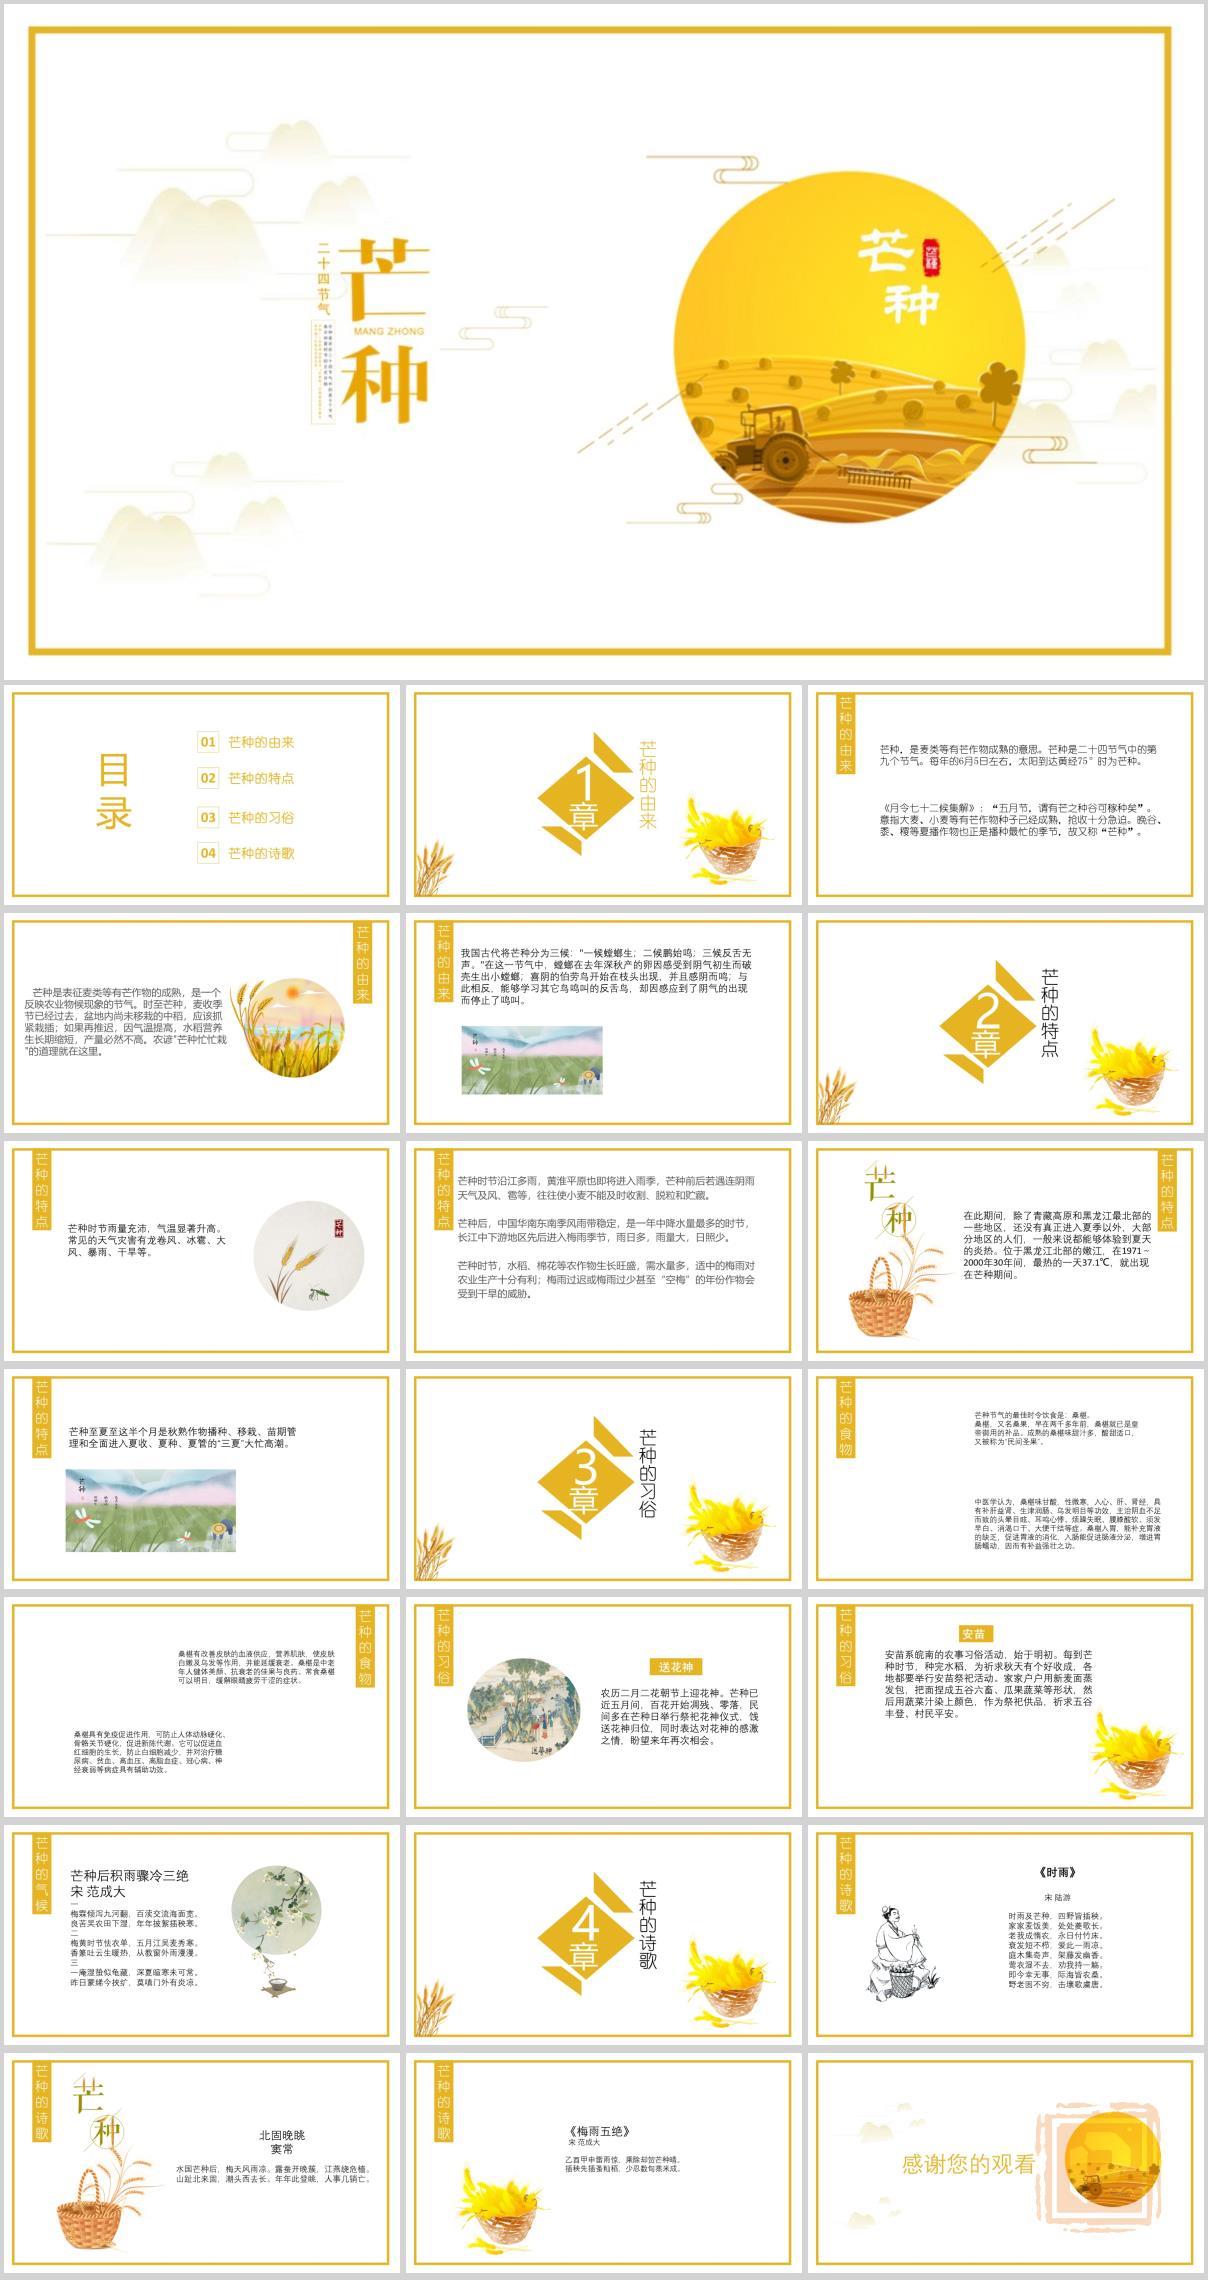 二十四节气
芒种
MANG ZHONG
芒种
芒種
目录
01 芒种的由来
02 芒种的特点
03 芒种的习俗
04 芒种的诗歌
1章
芒种的由来
芒种的由来
芒种，是麦类等有芒作物成熟的意思。芒种是二十四节气中的第
九个节气。每年的6月5日左右，太阳到达黄经75°时为芒种。
《月令七十二候集解》：“五月节，谓有芒之种谷可稼种矣”。
意指大麦、小麦等有芒作物种子已经成熟，抢收十分急迫。晚谷、
黍、稷等夏播作物也正是播种最忙的季节，故又称“芒种”。
芒种的由来
芒种是表征麦类等有芒作物的成熟，是一个
反映农业物候现象的节气。时至芒种，麦收季
节已经过去，盆地内尚未移栽的中稻，应该抓
紧栽插；如果再推迟，因气温提高，水稻营养
生长期缩短，产量必然不高。农谚"芒种忙忙栽
"的道理就在这里。
芒种的由来
我国古代将芒种分为三候："一候螳螂生；二候鹏始鸣；三候反舌无
声。"在这一节气中，螳螂在去年深秋产的卵因感受到阴气初生而破
壳生出小螳螂；喜阴的伯劳鸟开始在枝头出现，并且感阴而鸣；与
此相反，能够学习其它鸟鸣叫的反舌鸟，却因感应到了阴气的出现
而停止了鸣叫。
芒种
2章
芒种的特点
芒种的特点
芒种时节雨量充沛，气温显著升高。
常见的天气灾害有龙卷风、冰雹、大
风、暴雨、干旱等。
芒种
芒种的特点
芒种时节沿江多雨，黄淮平原也即将进入雨季，芒种前后若遇连阴雨
天气及风、雹等，往往使小麦不能及时收割、脱粒和贮藏。
芒种后，中国华南东南季风雨带稳定，是一年中降水量最多的时节，
长江中下游地区先后进入梅雨季节，雨日多，雨量大，日照少。
芒种时节，水稻、棉花等农作物生长旺盛，需水量多，适中的梅雨对
农业生产十分有利；梅雨过迟或梅雨过少甚至“空梅”的年份作物会
受到干旱的威胁。
芒种
芒种的特点
在此期间，除了青藏高原和黑龙江最北部的
一些地区，还没有真正进入夏季以外，大部
分地区的人们，一般来说都能够体验到夏天
的炎热。位于黑龙江北部的嫩江，在1971～
2000年30年间，最热的一天37.1℃，就出现
在芒种期间。
芒种的特点
芒种至夏至这半个月是秋熟作物播种、移栽、苗期管
理和全面进入夏收、夏种、夏管的“三夏”大忙高潮。
芒种
3章
芒种的习俗
芒种的食物
芒种节气的最佳时令饮食是：桑椹。
桑椹，又名桑果，早在两千多年前，桑椹就已是皇
帝御用的补品。成熟的桑椹味甜汁多，酸甜适口，
又被称为“民间圣果”。
中医学认为，桑椹味甘酸，性微寒，入心、肝、肾经，具
有补肝益肾、生津润肠、乌发明目等功效，主治阴血不足
而致的头晕目眩、耳鸣心悸、烦躁失眠、腰膝酸软、须发
早白、消渴口干、大便干结等症。桑椹入胃，能补充胃液
的缺乏，促进胃液的消化，入肠能促进肠液分泌，增进胃
肠蠕动，因而有补益强壮之功。
芒种的食物
桑椹有改善皮肤的血液供应，营养肌肤，使皮肤
白嫩及乌发等作用，并能延缓衰老。桑椹是中老
年人健体美颜、抗衰老的佳果与良药。常食桑椹
可以明目，缓解眼睛疲劳干涩的症状。
桑椹具有免疫促进作用，可防止人体动脉硬化、
骨骼关节硬化，促进新陈代谢。它可以促进血
红细胞的生长，防止白细胞减少，并对治疗糖
尿病、贫血、高血压、高脂血症、冠心病、神
经衰弱等病症具有辅助功效。
芒种的习俗
送花神
农历二月二花朝节上迎花神。芒种已
近五月间，百花开始凋残、零落，民
间多在芒种日举行祭祀花神仪式，饯
送花神归位，同时表达对花神的感激
之情，盼望来年再次相会。
芒种的习俗
安苗
安苗系皖南的农事习俗活动，始于明初。每到芒
种时节，种完水稻，为祈求秋天有个好收成，各
地都要举行安苗祭祀活动。家家户户用新麦面蒸
发包，把面捏成五谷六畜、瓜果蔬菜等形状，然
后用蔬菜汁染上颜色，作为祭祀供品，祈求五谷
丰登、村民平安。
芒种的气候
芒种后积雨骤冷三绝
宋 范成大
一
梅霖倾泻九河翻，百渎交流海面宽。
良苦吴农田下湿，年年披絮插秧寒。
二
梅黄时节怯衣单，五月江吴麦秀寒。
香篆吐云生暖热，从教窗外雨漫漫。
三
一庵湿蛰似龟藏，深夏暄寒未可常。
昨日蒙絺今挟纩，莫嗔门外有炎凉。
4章
芒种的诗歌
芒种的诗歌
《时雨》
宋 陆游
时雨及芒种，四野皆插秧。
家家麦饭美，处处菱歌长。
老我成惰农，永日付竹床。
衰发短不栉，爱此一雨凉。
庭木集奇声，架藤发幽香。
莺衣湿不去，劝我持一觞。
即今幸无事，际海皆农桑。
野老固不穷，击壤歌虞唐。
芒种的诗歌
芒种
北固晚眺
窦常
水国芒种后，梅天风雨凉。露蚕开晚簇，江燕绕危樯。
山趾北来固，潮头西去长。年年此登眺，人事几销亡。
芒种的诗歌
《梅雨五绝》
宋 范成大
乙酉甲申雷雨惊，乘除却贺芒种晴。
插秧先插蚤籼稻，少忍数旬蒸米成。
感谢您的观看